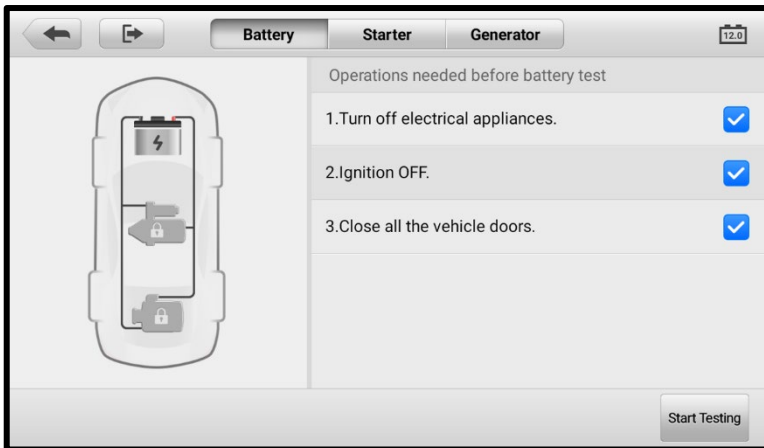 Battery
Starter
Generator
12.0
Operations needed before battery test
1.Turn off electrical appliances.
2.Ignition OFF.
3.Close all the vehicle doors.
Start Testing